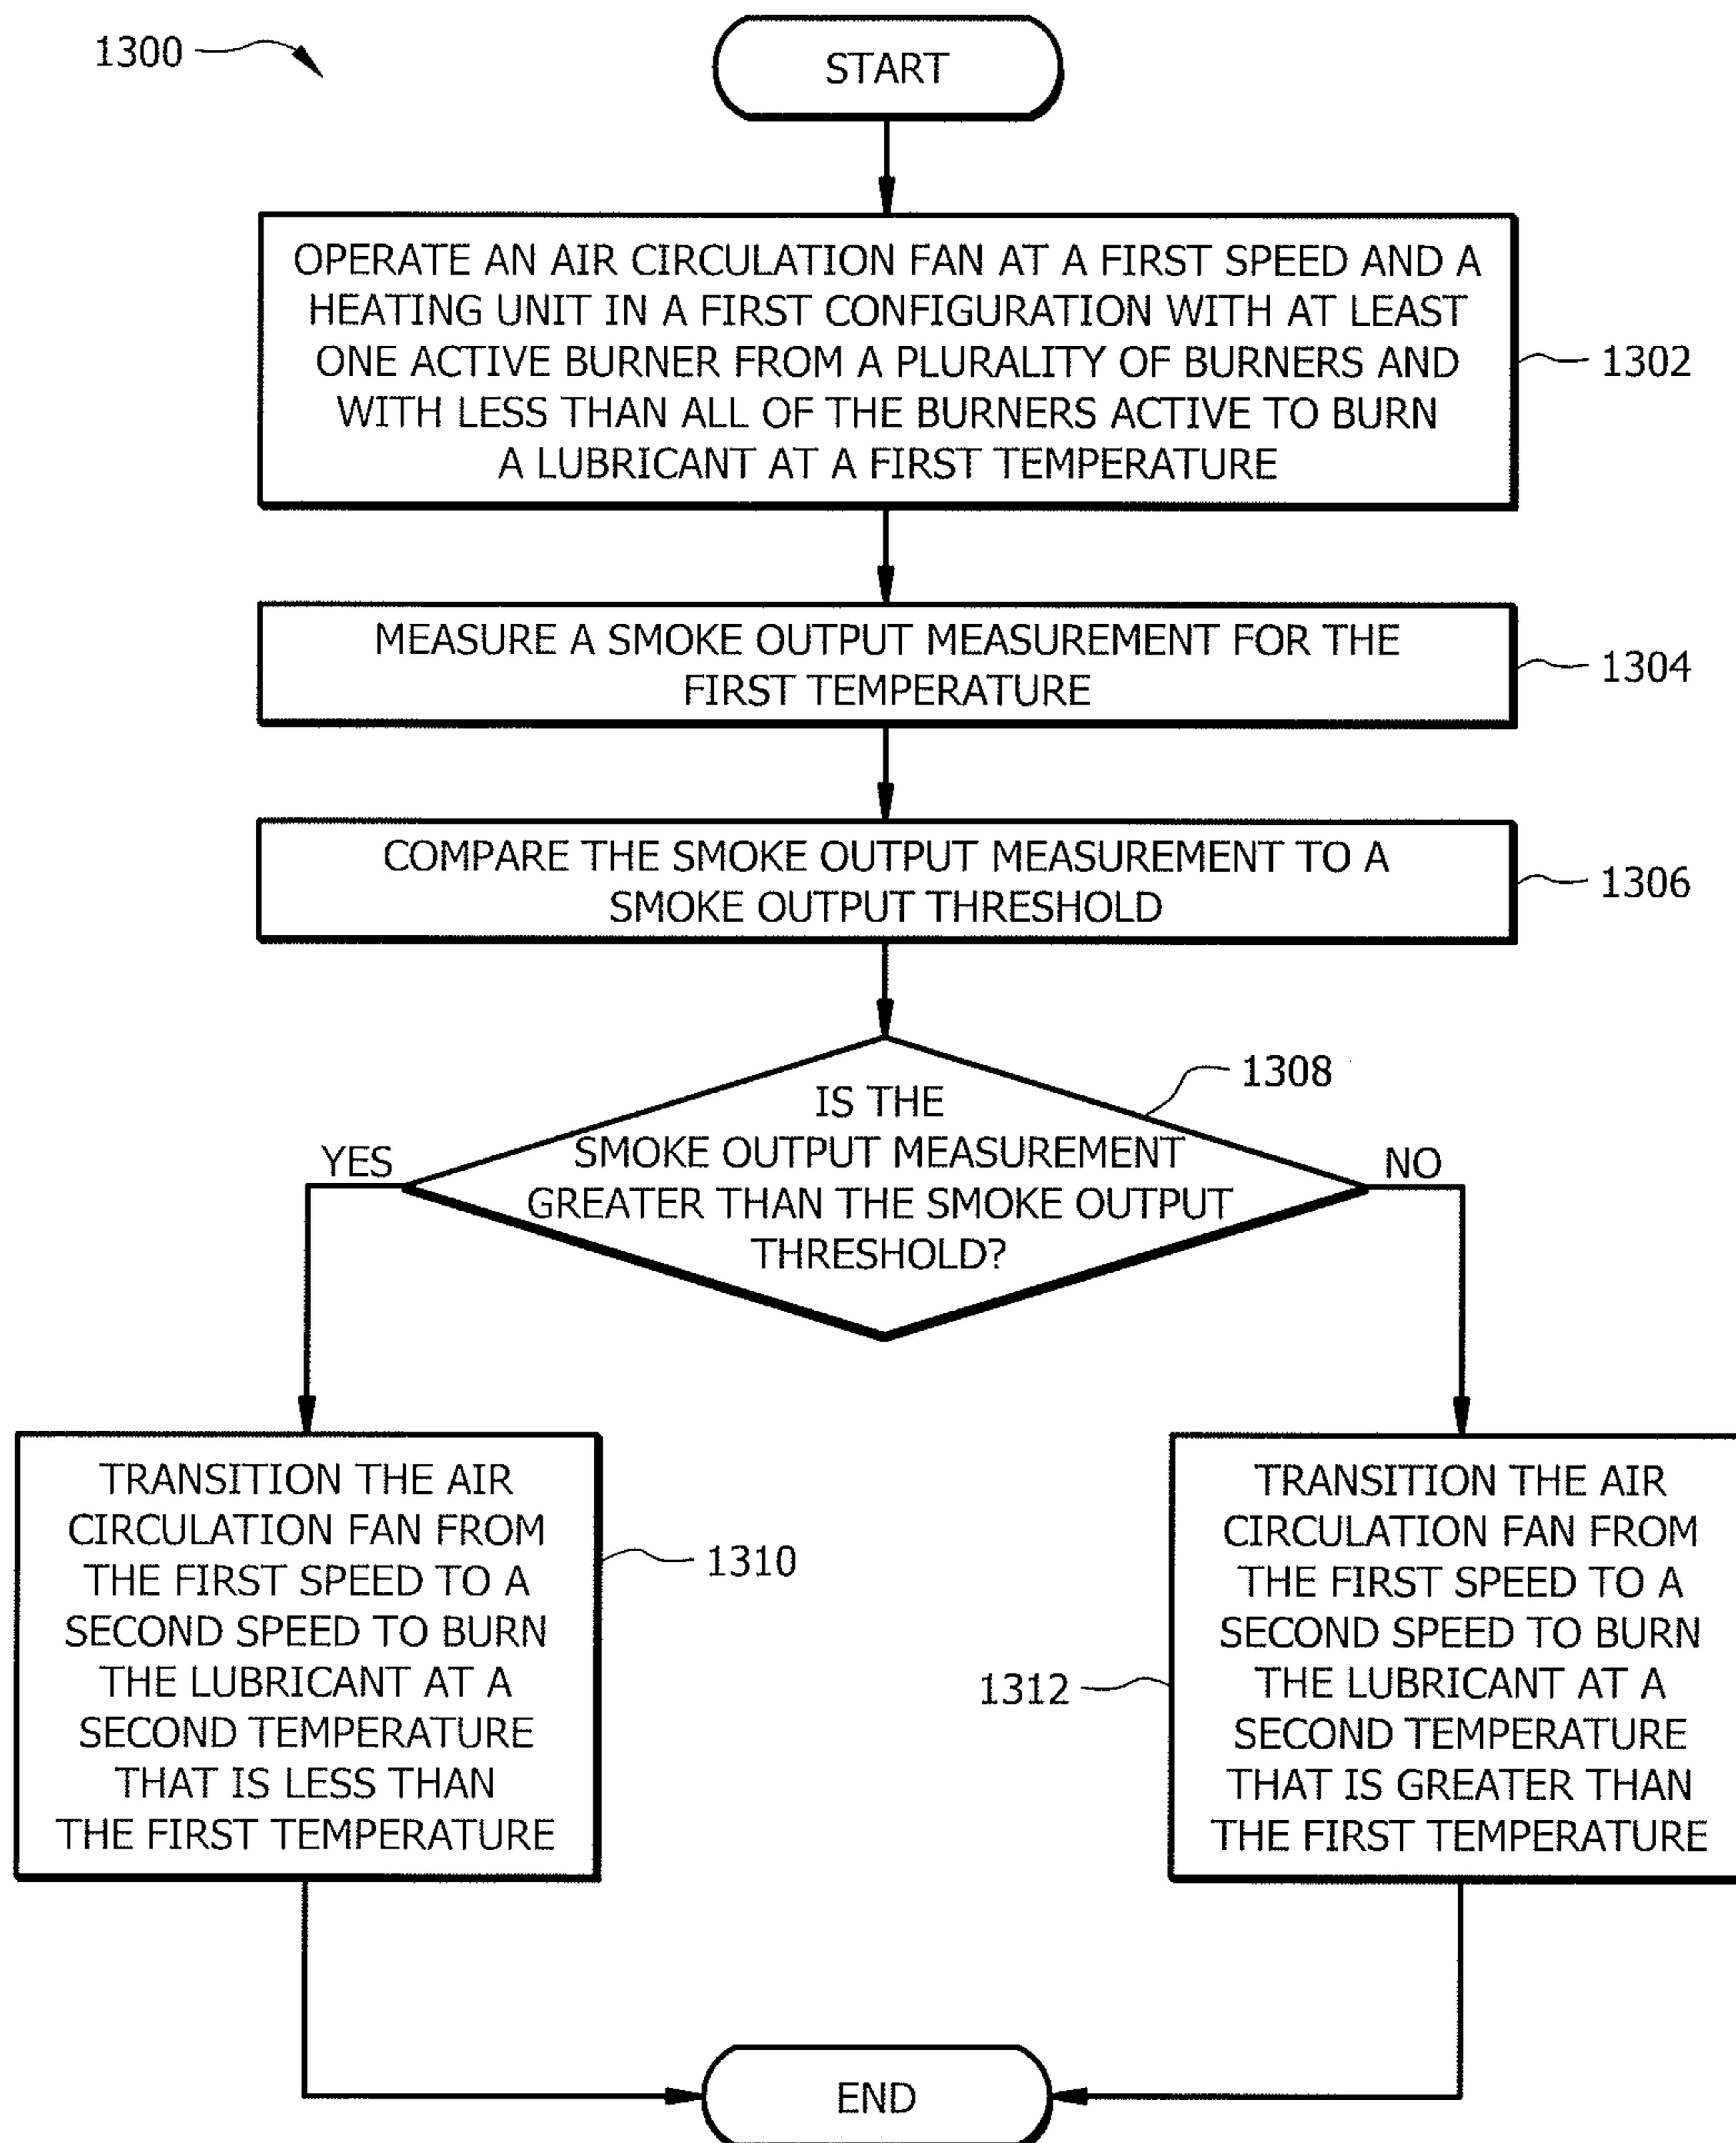 1300
START
OPERATE AN AIR CIRCULATION FAN AT A FIRST SPEED AND A
HEATING UNIT IN A FIRST CONFIGURATION WITH AT LEAST
ONE ACTIVE BURNER FROM A PLURALITY OF BURNERS AND
WITH LESS THAN ALL OF THE BURNERS ACTIVE TO BURN
A LUBRICANT AT A FIRST TEMPERATURE
1302
MEASURE A SMOKE OUTPUT MEASUREMENT FOR THE
FIRST TEMPERATURE
1304
COMPARE THE SMOKE OUTPUT MEASUREMENT TO A
SMOKE OUTPUT THRESHOLD
1306
IS THE
SMOKE OUTPUT MEASUREMENT
GREATER THAN THE SMOKE OUTPUT
THRESHOLD?
1308
YES
NO
TRANSITION THE AIR
CIRCULATION FAN FROM
THE FIRST SPEED TO A
SECOND SPEED TO BURN
THE LUBRICANT AT A
SECOND TEMPERATURE
THAT IS LESS THAN
THE FIRST TEMPERATURE
1310
TRANSITION THE AIR
CIRCULATION FAN FROM
THE FIRST SPEED TO A
SECOND SPEED TO BURN
THE LUBRICANT AT A
SECOND TEMPERATURE
THAT IS GREATER THAN
THE FIRST TEMPERATURE
1312
END